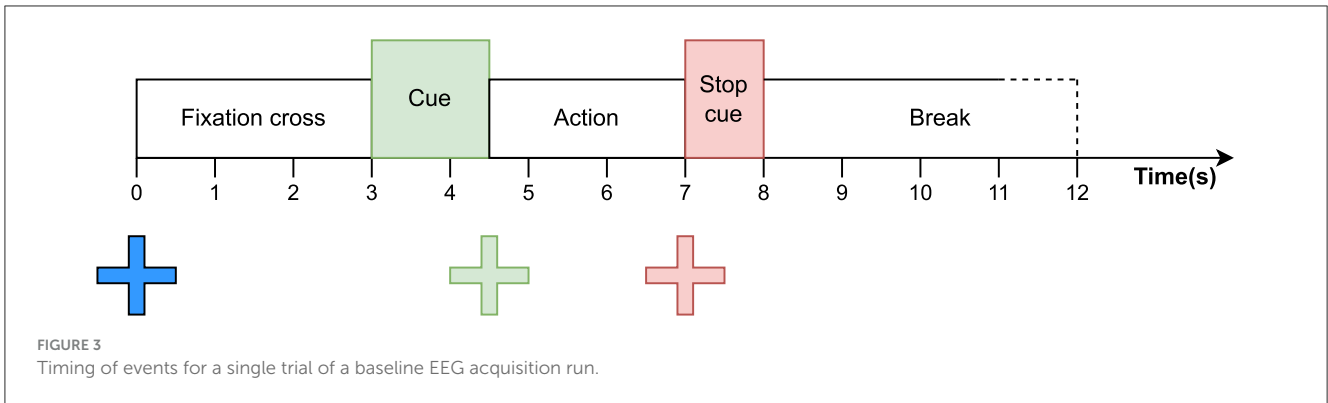 Fixation cross
Cue
Action
Stop
cue
Break
0 1 2 3 4 5 6 7 8 9 10 11 12
Time(s)
FIGURE 3
Timing of events for a single trial of a baseline EEG acquisition run.